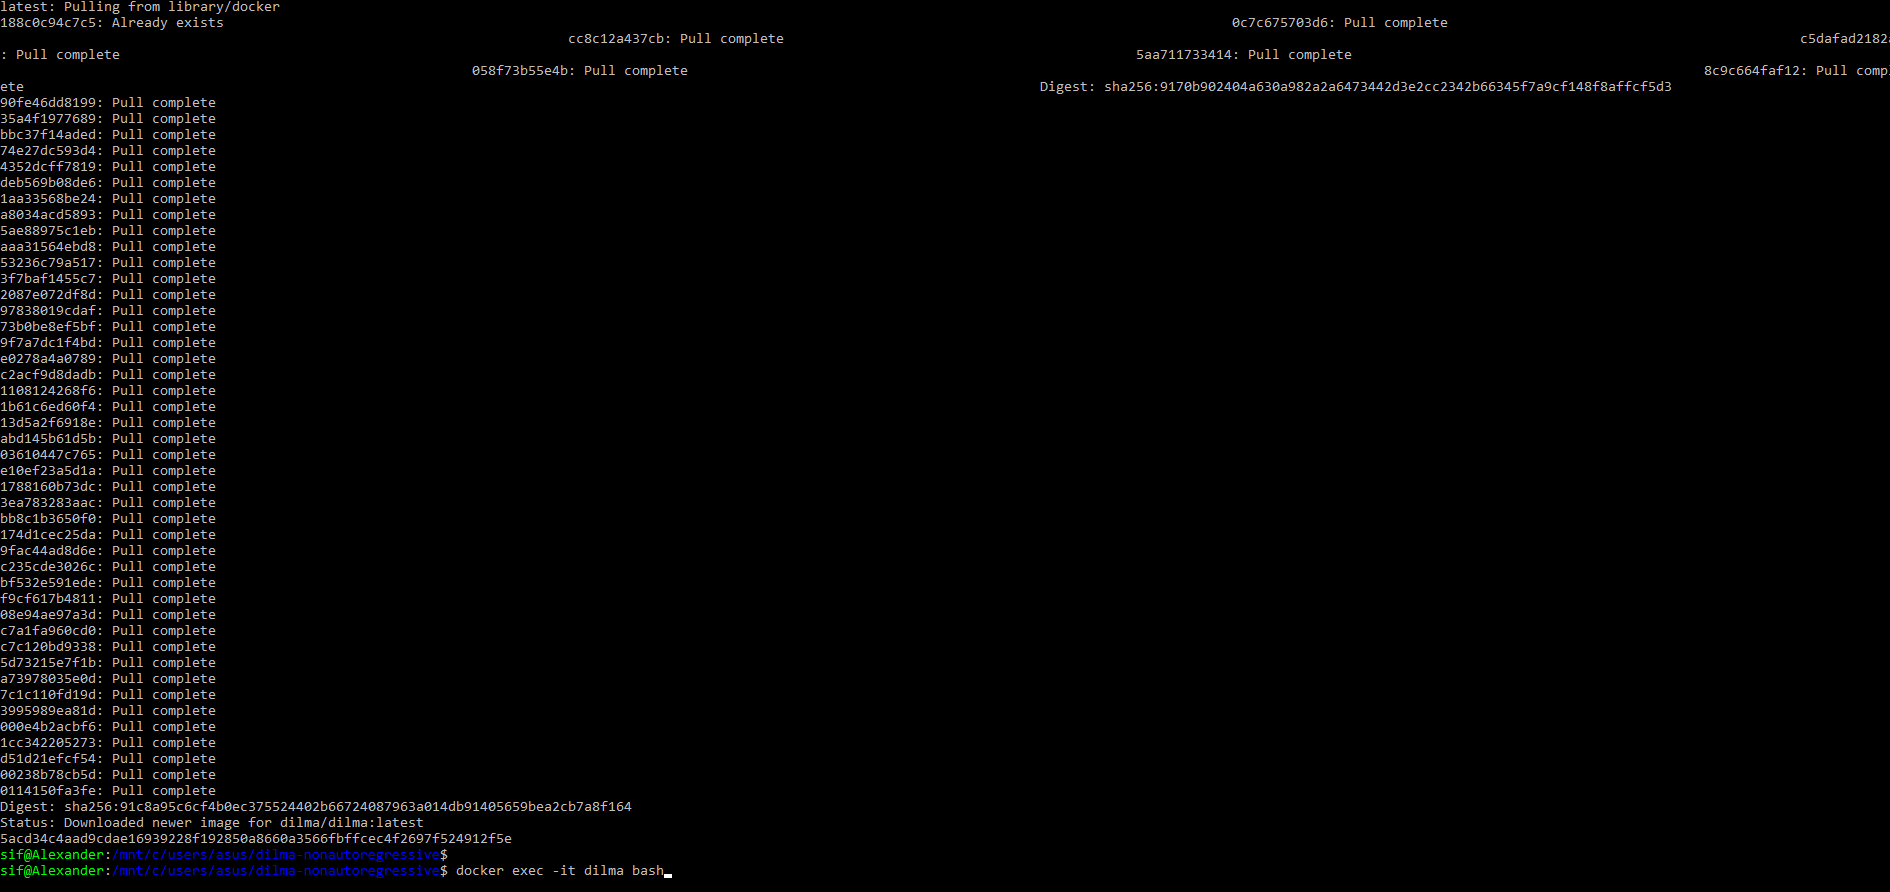 latest: Pulling from library/docker
188c0c94c7c5: Already exists
0c7c675703d6: Pull complete
cc8c12a437cb: Pull complete
c5dafad2182
: Pull complete
5aa711733414: Pull complete
058f73b55e4b: Pull complete
8c9c664faf12: Pull comp
ete
Digest: sha256:9170b902404a630a982a2a6473442d3e2cc2342b66345f7a9cf148f8affcf5d3
90fe46dd8199: Pull complete
35a4f1977689: Pull complete
bbc37f14aded: Pull complete
74e27dc593d4: Pull complete
4352dcff7819: Pull complete
deb569b08de6: Pull complete
1aa33568be24: Pull complete
a8034acd5893: Pull complete
5ae88975c1eb: Pull complete
aaa31564ebd8: Pull complete
53236c79a517: Pull complete
3f7baf1455c7: Pull complete
2087e072df8d: Pull complete
97838019cdaf: Pull complete
73b0be8ef5bf: Pull complete
9f7a7dc1f4bd: Pull complete
e0278a4a0789: Pull complete
c2acf9d8dadb: Pull complete
1108124268f6: Pull complete
1b61c6ed60f4: Pull complete
13d5a2f6918e: Pull complete
abd145b61d5b: Pull complete
03610447c765: Pull complete
e10ef23a5d1a: Pull complete
1788160b73dc: Pull complete
3ea783283aac: Pull complete
bb8c1b3650f0: Pull complete
174d1cec25da: Pull complete
9fac44ad8d6e: Pull complete
c235cde3026c: Pull complete
bf532e591ede: Pull complete
f9cf617b4811: Pull complete
08e94ae97a3d: Pull complete
c7a1fa960cd0: Pull complete
c7c120bd9338: Pull complete
5d73215e7f1b: Pull complete
a73978035e0d: Pull complete
7c1c110fd19d: Pull complete
3995989ea81d: Pull complete
000e4b2acbf6: Pull complete
1cc342205273: Pull complete
d51d21efcf54: Pull complete
00238b78cb5d: Pull complete
0114150fa3fe: Pull complete
Digest: sha256:91c8a95c6cf4b0ec375524402b66724087963a014db91405659bea2cb7a8f164
Status: Downloaded newer image for dilma/dilma:latest
5acd34c4aad9cdae16939228f192850a8660a3566fbffcec4f2697f524912f5e
sif@Alexander:/mnt/c/users/asus/dilma-nonautoregressive$
sif@Alexander:/mnt/c/users/asus/dilma-nonautoregressive$ docker exec -it dilma bash